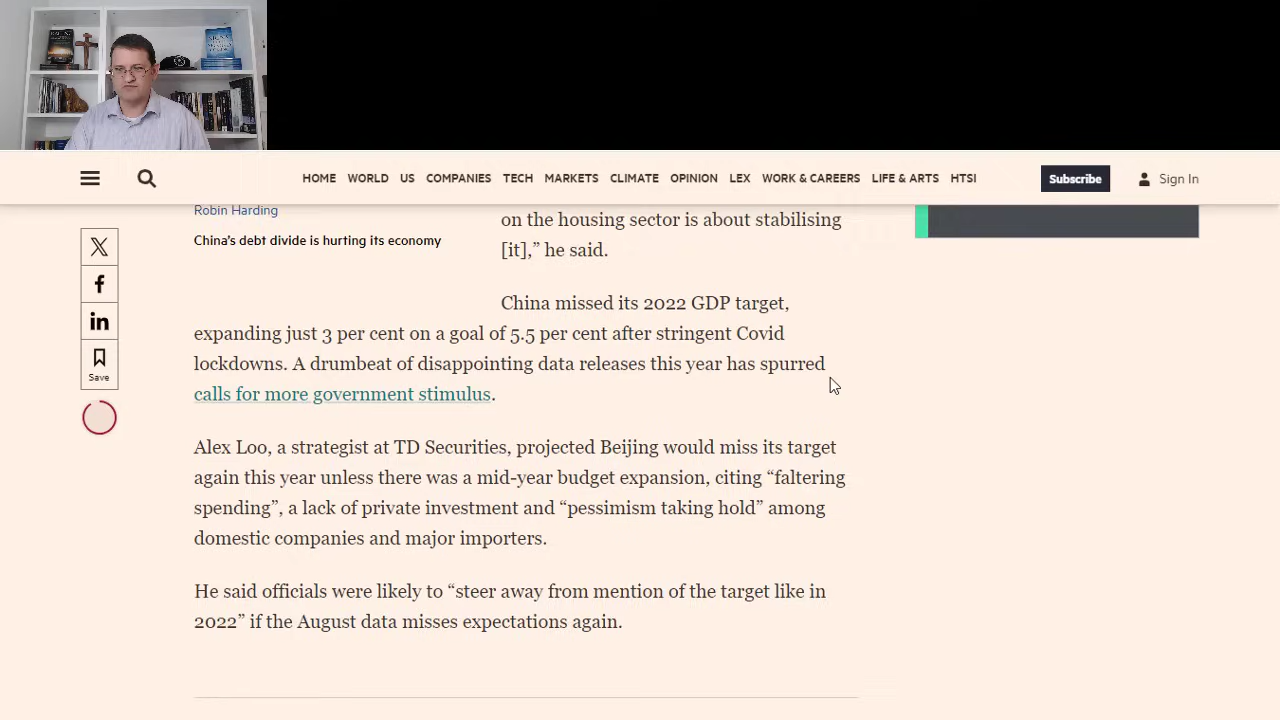 HOME WORLD US COMPANIES TECH MARKETS CLIMATE OPINION LEX WORK & CAREERS LIFE & ARTS HTSI
Subscribe
Sign In
Robin Harding
China's debt divide is hurting its economy
Save
on the housing sector is about stabilising
[it],” he said.
China missed its 2022 GDP target,
expanding just 3 per cent on a goal of 5.5 per cent after stringent Covid
lockdowns. A drumbeat of disappointing data releases this year has spurred
calls for more government stimulus.
Alex Loo, a strategist at TD Securities, projected Beijing would miss its target
again this year unless there was a mid-year budget expansion, citing “faltering
spending”, a lack of private investment and “pessimism taking hold” among
domestic companies and major importers.
He said officials were likely to “steer away from mention of the target like in
2022” if the August data misses expectations again.